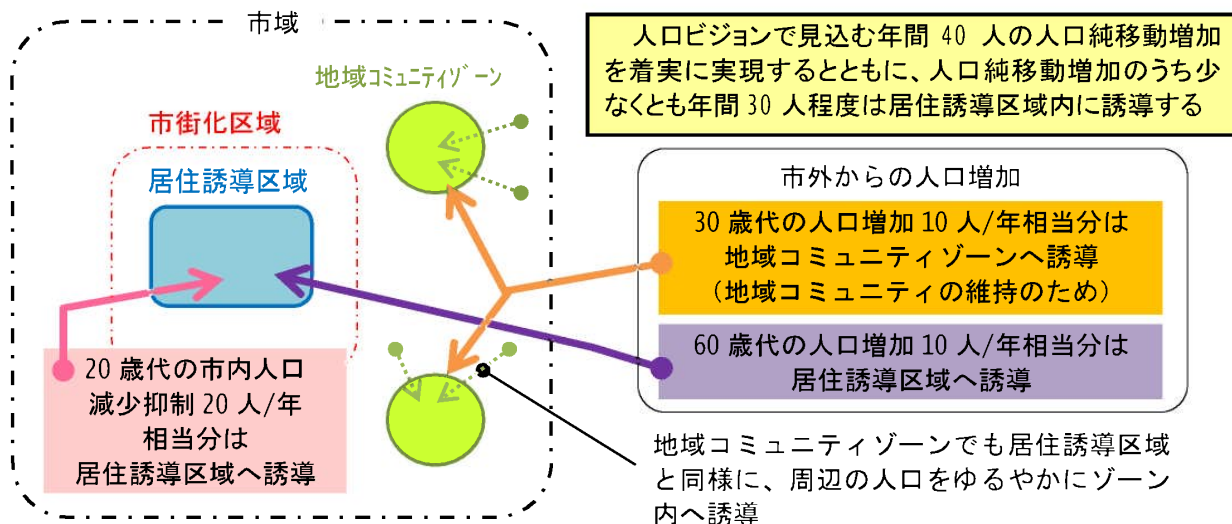 市域
人口ビジョンで見込む年間 40 人の人口純移動増加
を着実に実現するとともに、人口純移動増加のうち少
なくとも年間 30 人程度は居住誘導区域内に誘導する
地域コミュニティゾーン
市街化区域
居住誘導区域
市外からの人口増加
30 歳代の人口増加 10 人/年相当分は
地域コミュニティゾーンへ誘導
（地域コミュニティの維持のため）
60 歳代の人口増加 10 人/年相当分は
居住誘導区域へ誘導
20 歳代の市内人口
減少抑制 20 人/年
相当分は
居住誘導区域へ誘導
地域コミュニティゾーンでも居住誘導区域
と同様に、周辺の人口をゆるやかにゾーン
内へ誘導